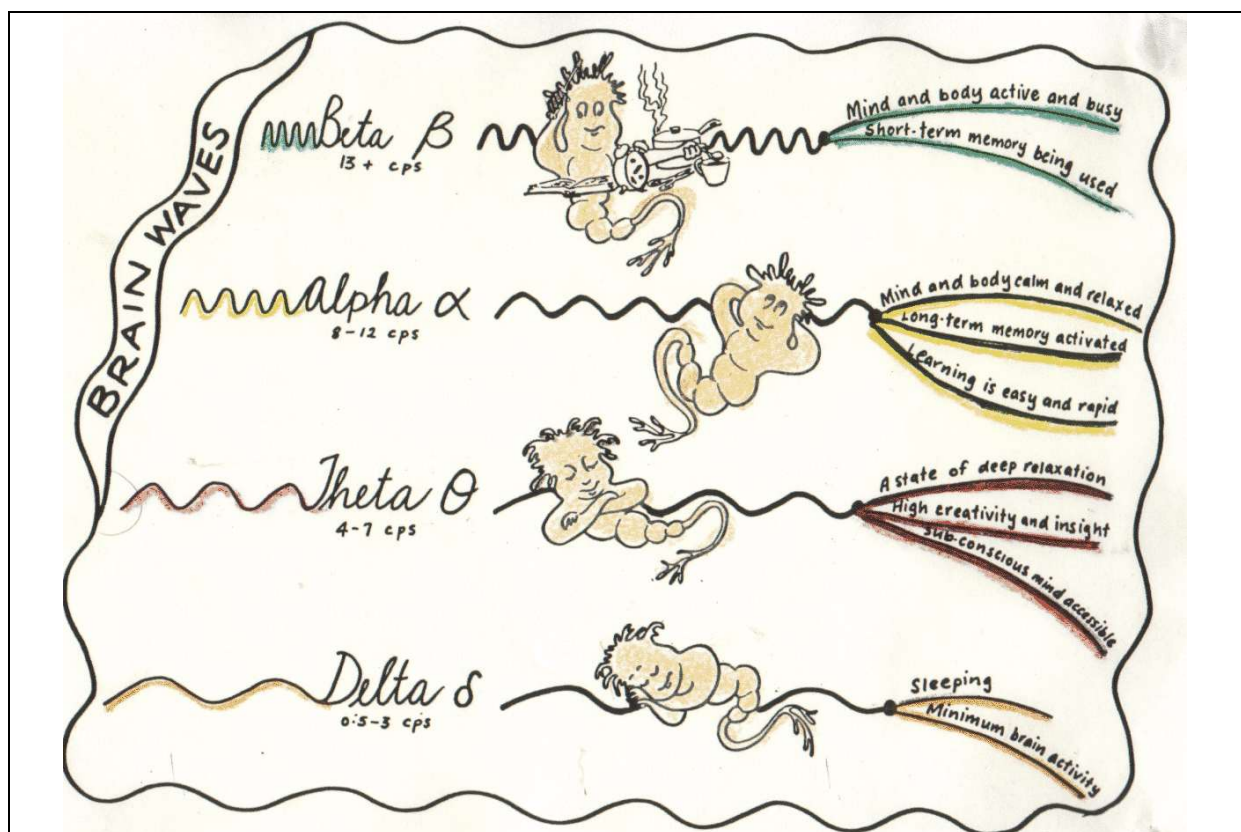 BRAIN WAVES
Beta β
13+ cps
Mind and body active and busy
Short-term memory being used
Alpha α
8-12 cps
Mind and body calm and relaxed
Long-term memory activated
Learning is easy and rapid
Theta θ
4-7 cps
A state of deep relaxation
High creativity and insight
Sub-conscious mind accessible
Delta δ
0.5-3 cps
Sleeping
Minimum brain activity